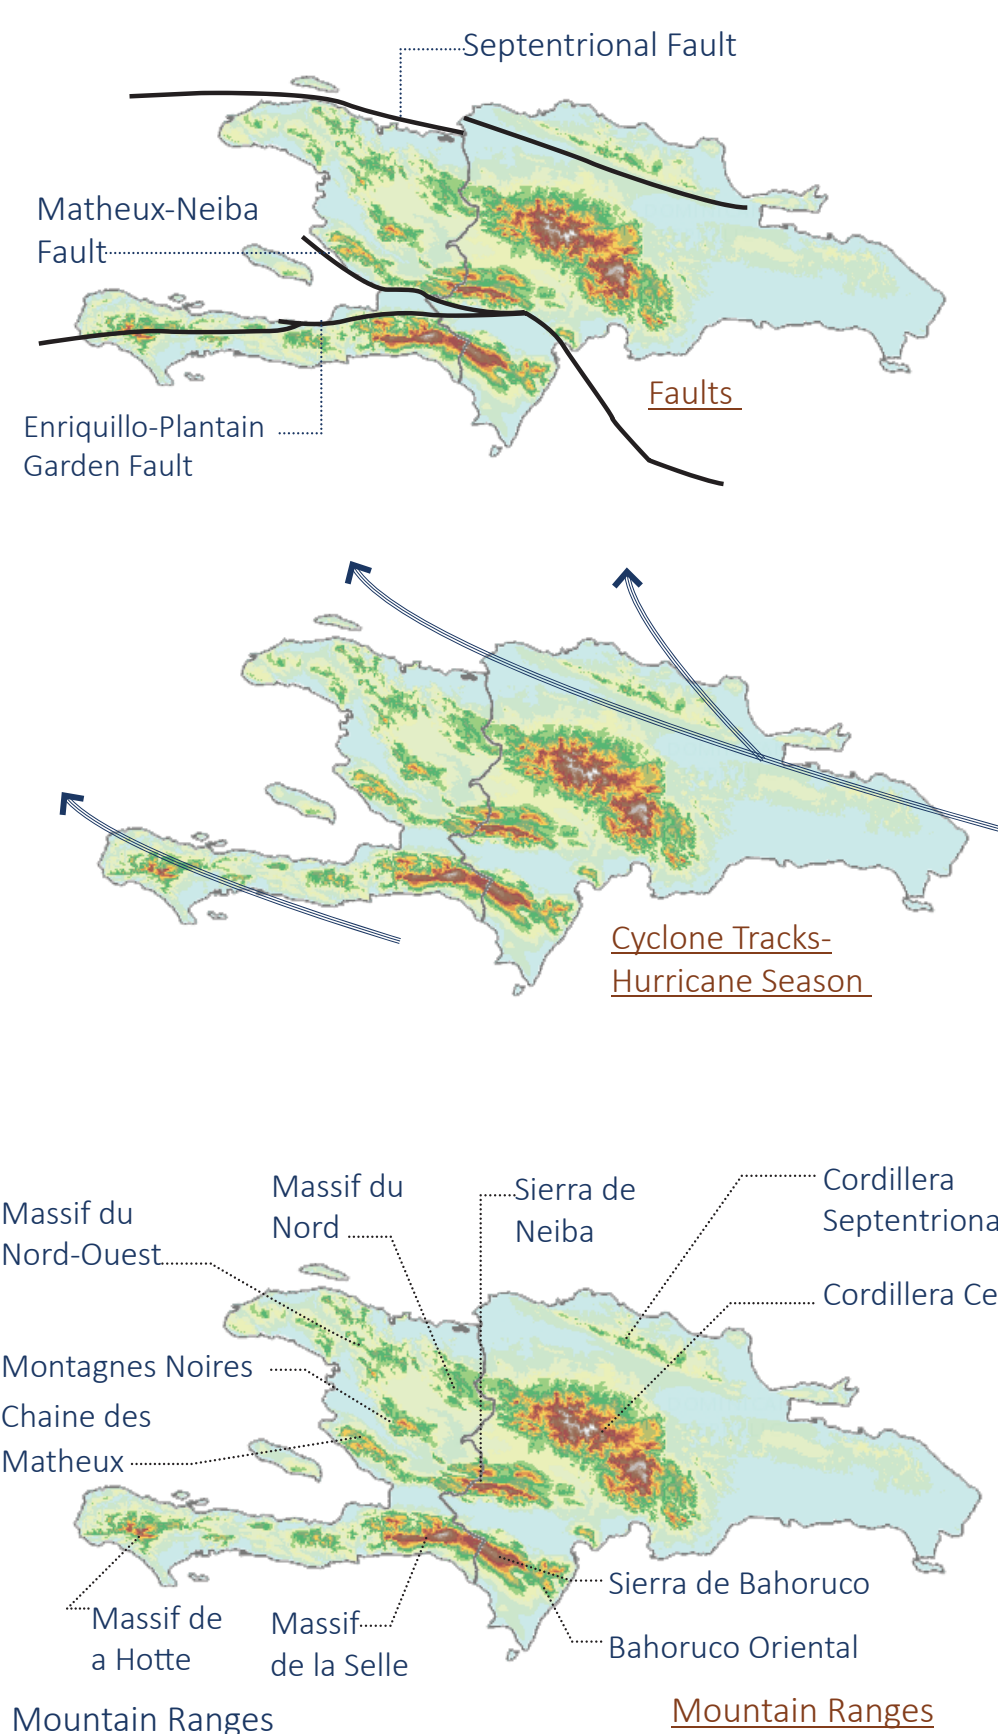 Septentrional Fault
Matheux-Neiba
Fault
Faults
Enriquillo-Plantain
Garden Fault
Cyclone Tracks-
Hurricane Season
Massif du
Nord-Ouest
Massif du
Nord
Sierra de
Neiba
Cordillera
Septentriona
Cordillera Ce
Montagnes Noires
Chaine des
Matheux
Sierra de Bahoruco
Bahoruco Oriental
Massif de
a Hotte
Massif
de la Selle
Mountain Ranges
Mountain Ranges